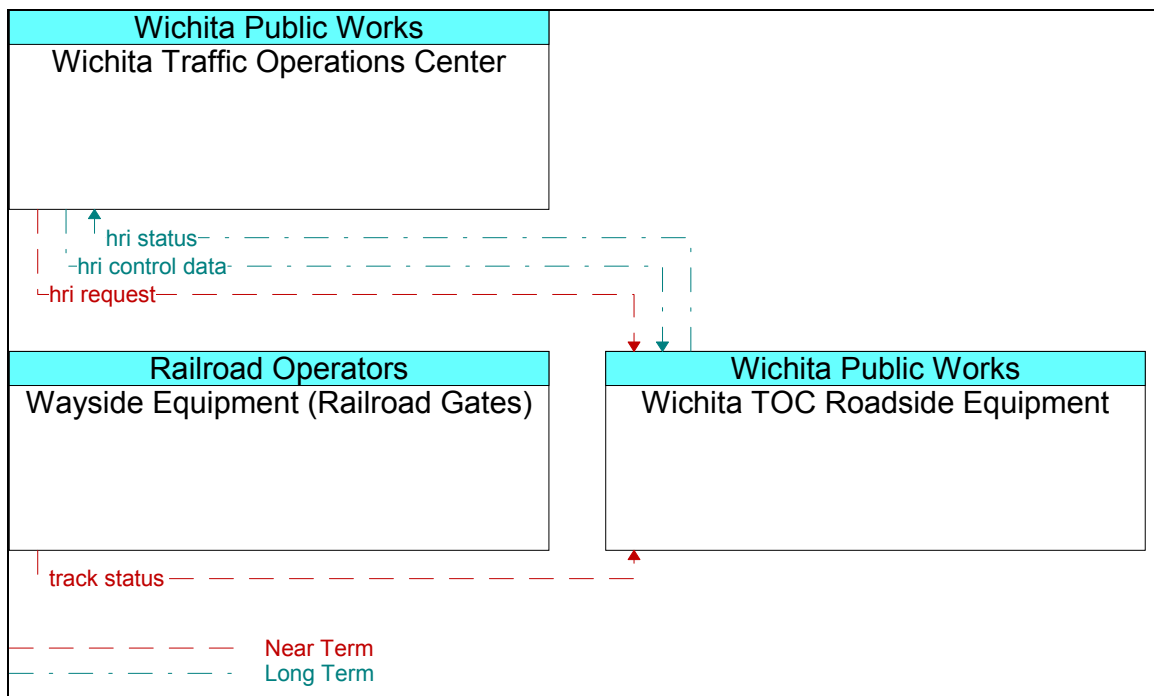 Wichita Public Works
Wichita Traffic Operations Center
hri status
hri control data
hri request
Railroad Operators
Wayside Equipment (Railroad Gates)
Wichita Public Works
Wichita TOC Roadside Equipment
track status
Near Term
Long Term